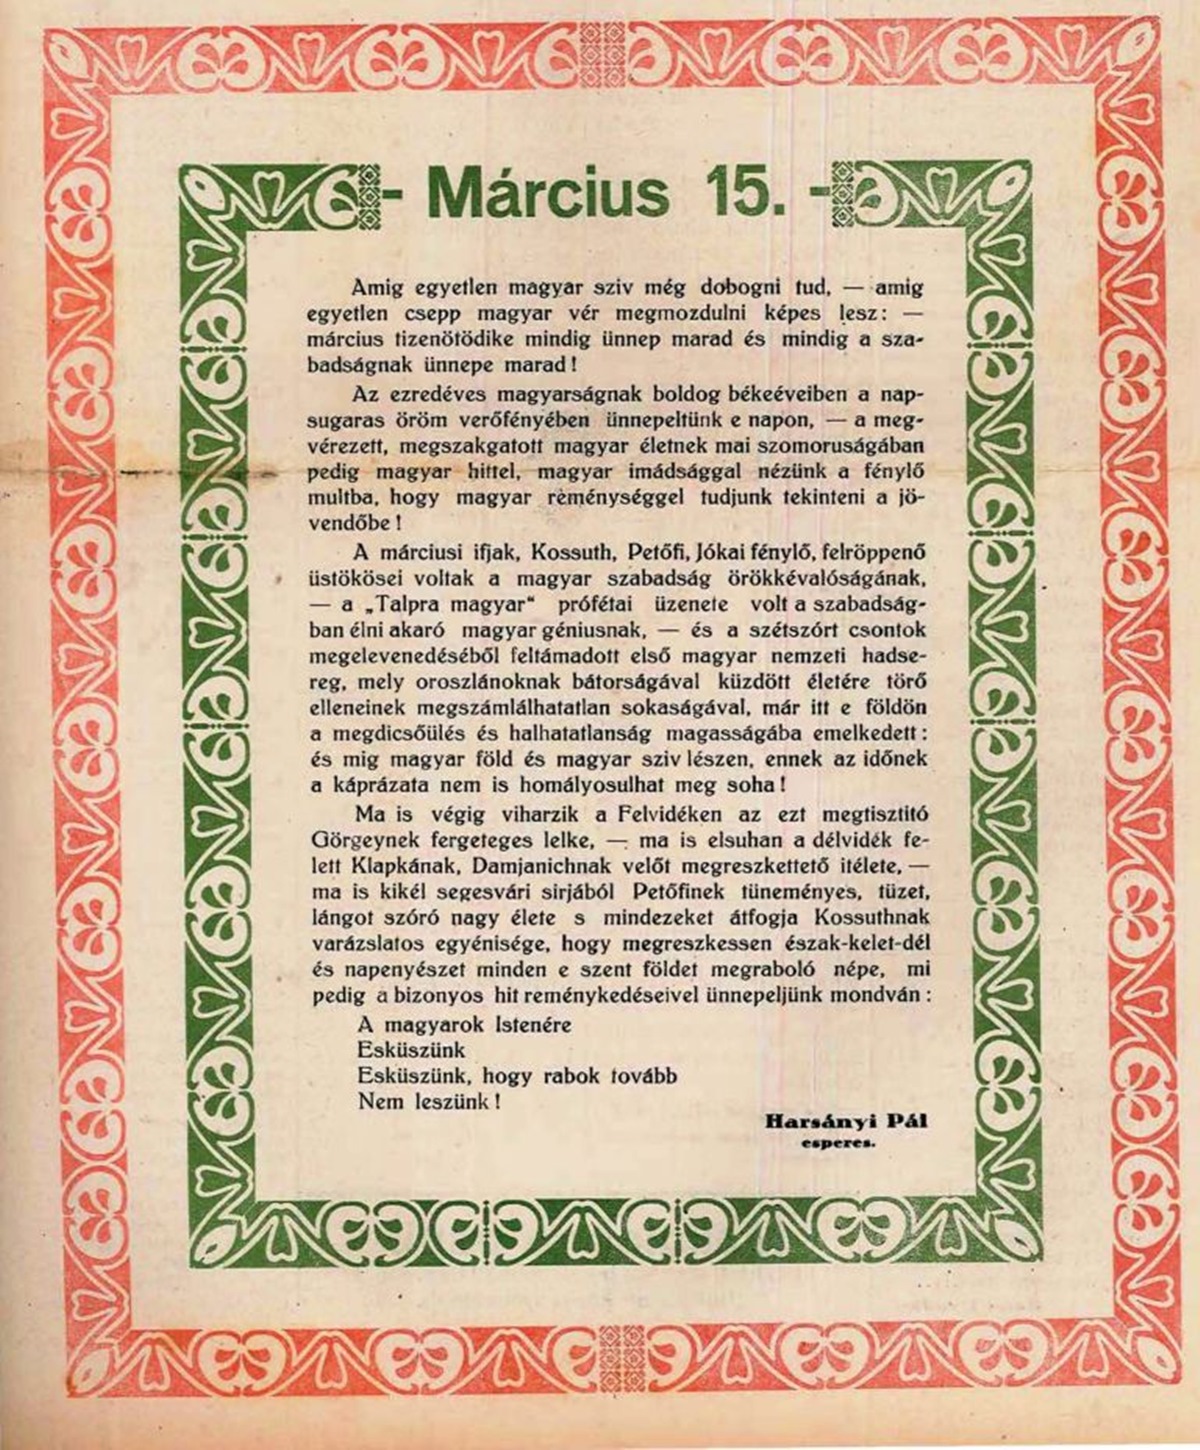 - Március 15. -
Amig egyetlen magyar sziv még dobogni tud, — amig
egyetlen csepp magyar vér megmozdulni képes lesz: —
március tizenötödike mindig ünnep marad és mindig a sza-
badságnak ünnepe marad!
Az ezredéves magyarságnak boldog békeéveiben a nap-
sugaras öröm verőfényében ünnepeltünk e napon, — a meg-
vérezett, megszakgatott magyar életnek mai szomoruságában
pedig magyar hittel, magyar imádsággal nézünk a fénylő
multba, hogy magyar rèménységgel tudjunk tekinteni a jö-
vendőbe!
A márciusi ifjak, Kossuth, Petőfi, Jókai fénylő, felröppenő
üstökösei voltak a magyar szabadság örökkévalóságának,
— a „Talpra magyar“ prófétai üzenete volt a szabadság-
ban élni akaró magyar géniusnak, — és a szétszórt csontok
megelevenedéséből feltámadott első magyar nemzeti hadse-
reg, mely oroszlánoknak bátorságával küzdött életére törő
elleneinek megszámlálhatatlan sokaságával, már itt e földön
a megdicsőülés és halhatatlanság magasságába emelkedett:
és mig magyar föld és magyar sziv lészen, ennek az időnek
a káprázata nem is homályosulhat meg soha!
Ma is végig viharzik a Felvidéken az ezt megtisztitó
Görgeynek fergeteges lelke, — ma is elsuhan a délvidék fe-
lett Klapkának, Damjanichnak velőt megreszkettető itélete, —
ma is kikél segesvári sirjából Petőfinek tüneményes, tüzet,
lángot szóró nagy élete s mindezeket átfogja Kossuthnak
varázslatos egyénisége, hogy megreszkessen észak-kelet-dél
és napenyészet minden e szent földet megraboló népe, mi
pedig a bizonyos hit reménykedéseivel ünnepeljünk mondván:
A magyarok Istenére
Esküszünk
Esküszünk, hogy rabok tovább
Nem leszünk!
Harsányi Pál
esperes.